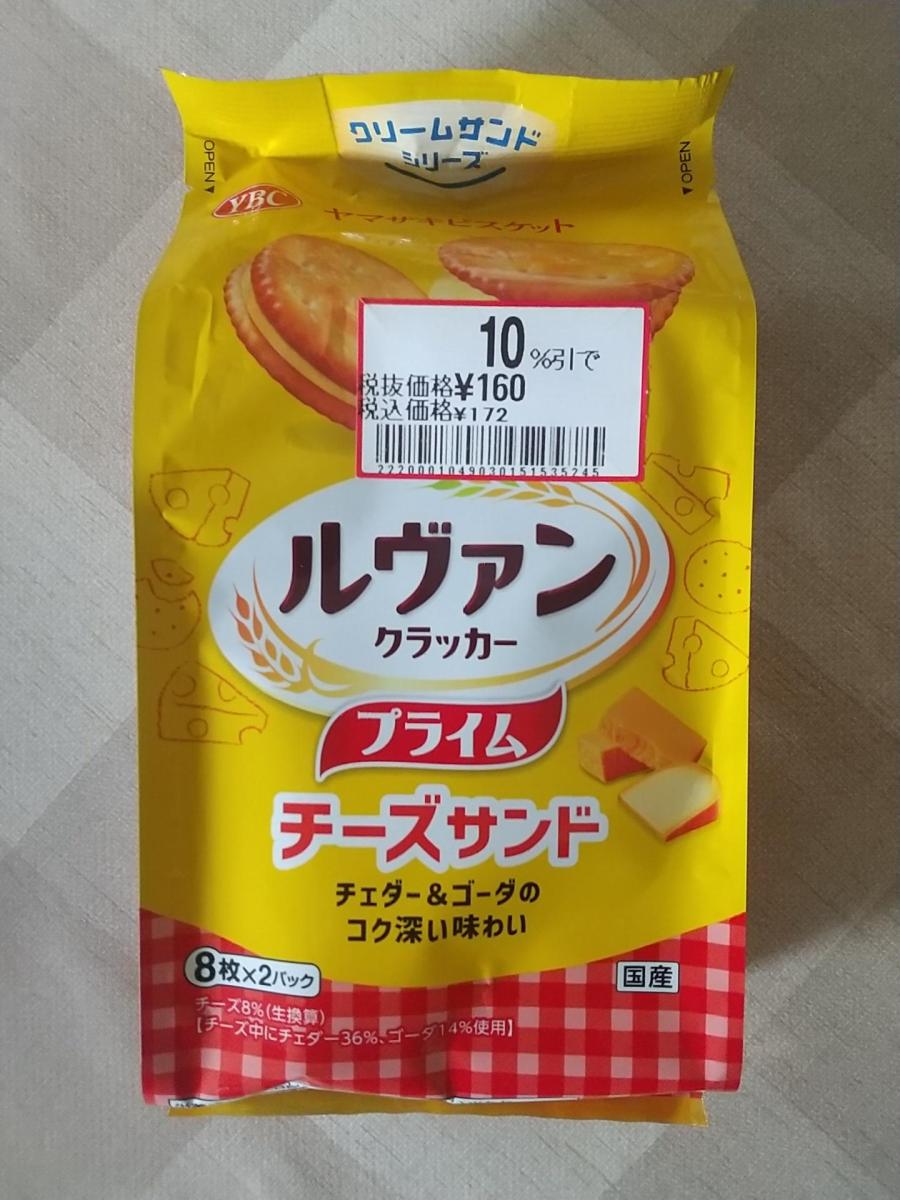 クリームサンド
シリーズ
OPEN▼
OPEN▼
YBC
ヤマザキビスケット
10%引で
税抜価格¥160
税込価格¥172
2220001049030151535245
ルヴァン
クラッカー
プライム
チーズサンド
チェダー&ゴーダの
コク深い味わい
8枚×2パック
国産
チーズ8%(生換算)
【チーズ中にチェダー36%、ゴーダ14%使用】